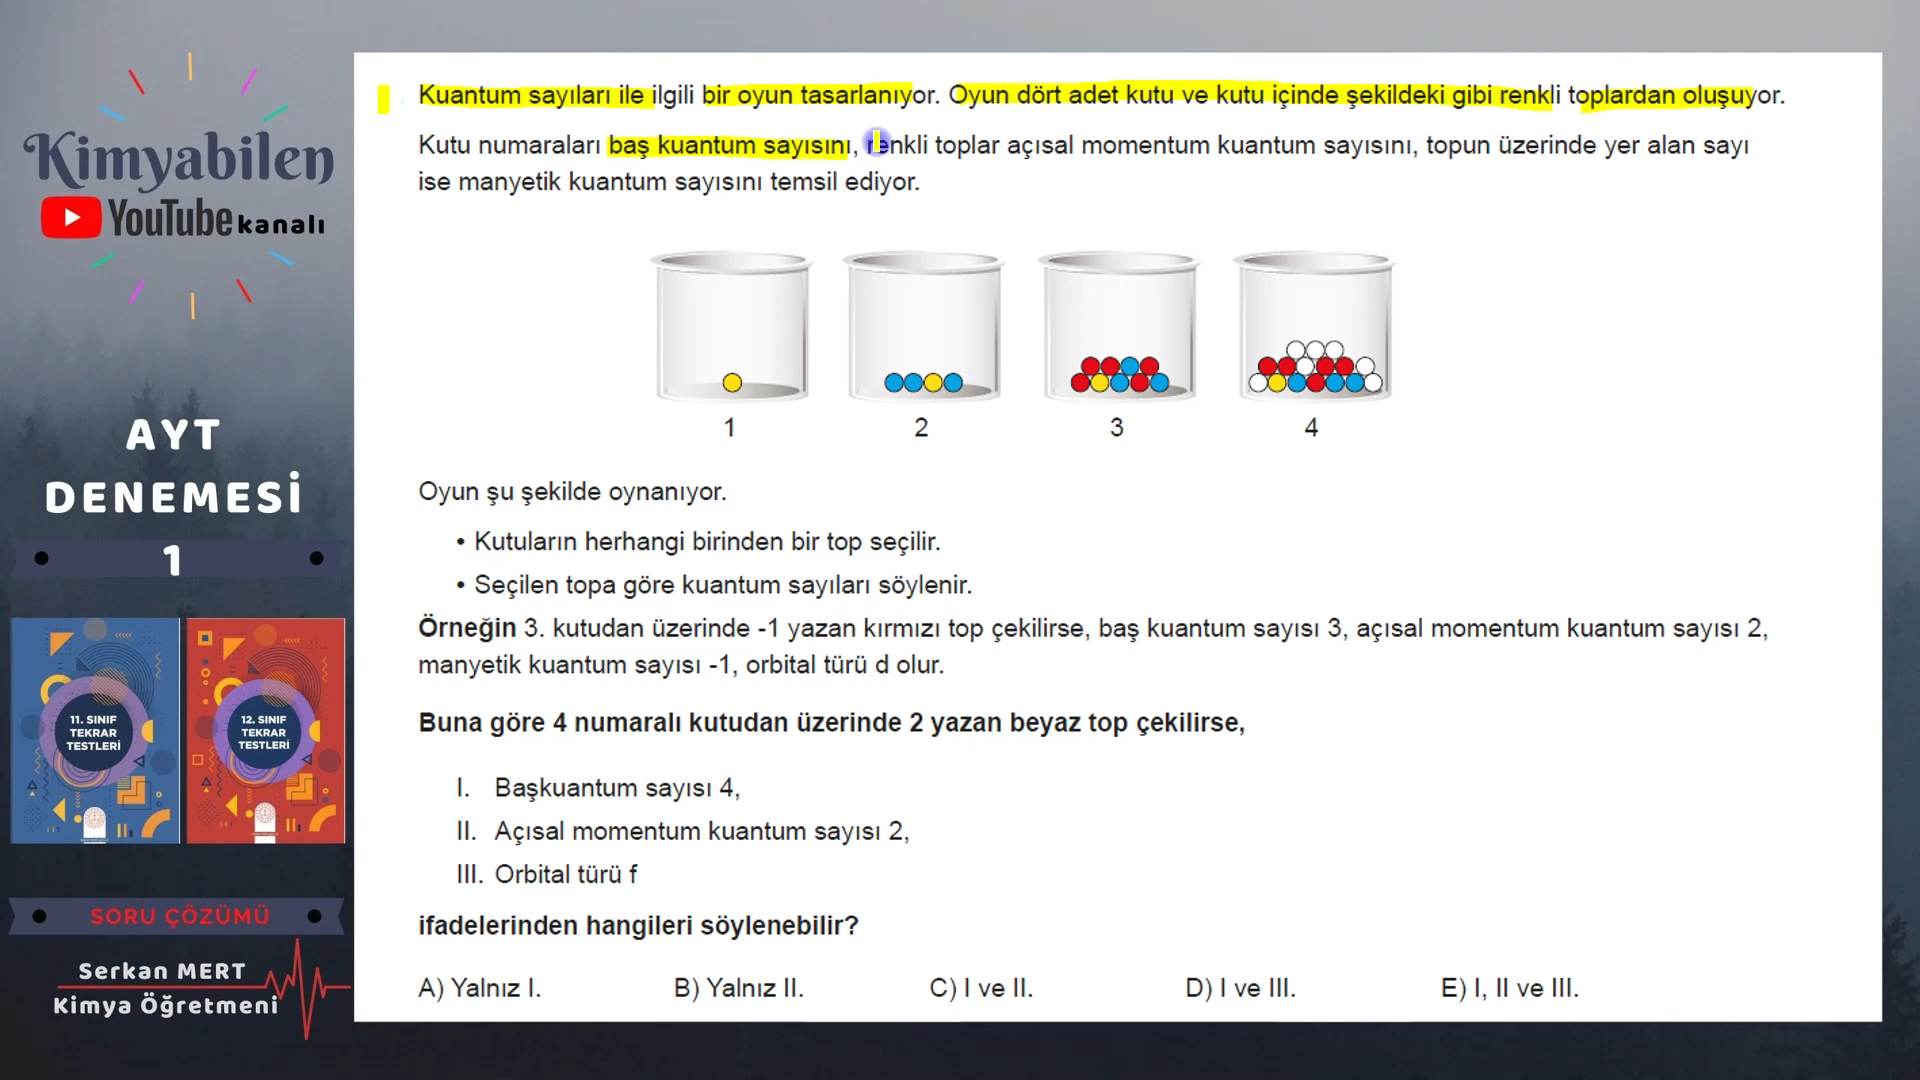 Kimyabilen
YouTube kanalı
AYT
DENEMESİ
1
11. SINIF
TEKRAR
TESTLERİ
12. SINIF
TEKRAR
TESTLERİ
SORU ÇÖZÜMÜ
Serkan MERT
Kimya Öğretmeni
Kuantum sayıları ile ilgili bir oyun tasarlanıyor. Oyun dört adet kutu ve kutu içinde şekildeki gibi renkli toplardan oluşuyor.
Kutu numaraları baş kuantum sayısını, renkli toplar açısal momentum kuantum sayısını, topun üzerinde yer alan sayı
ise manyetik kuantum sayısını temsil ediyor.
1 2 3 4
Oyun şu şekilde oynanıyor.
• Kutuların herhangi birinden bir top seçilir.
• Seçilen topa göre kuantum sayıları söylenir.
Örneğin 3. kutudan üzerinde -1 yazan kırmızı top çekilirse, baş kuantum sayısı 3, açısal momentum kuantum sayısı 2,
manyetik kuantum sayısı -1, orbital türü d olur.
Buna göre 4 numaralı kutudan üzerinde 2 yazan beyaz top çekilirse,
I. Başkuantum sayısı 4,
II. Açısal momentum kuantum sayısı 2,
III. Orbital türü f
ifadelerinden hangileri söylenebilir?
A) Yalnız I. B) Yalnız II. C) I ve II. D) I ve III. E) I, II ve III.